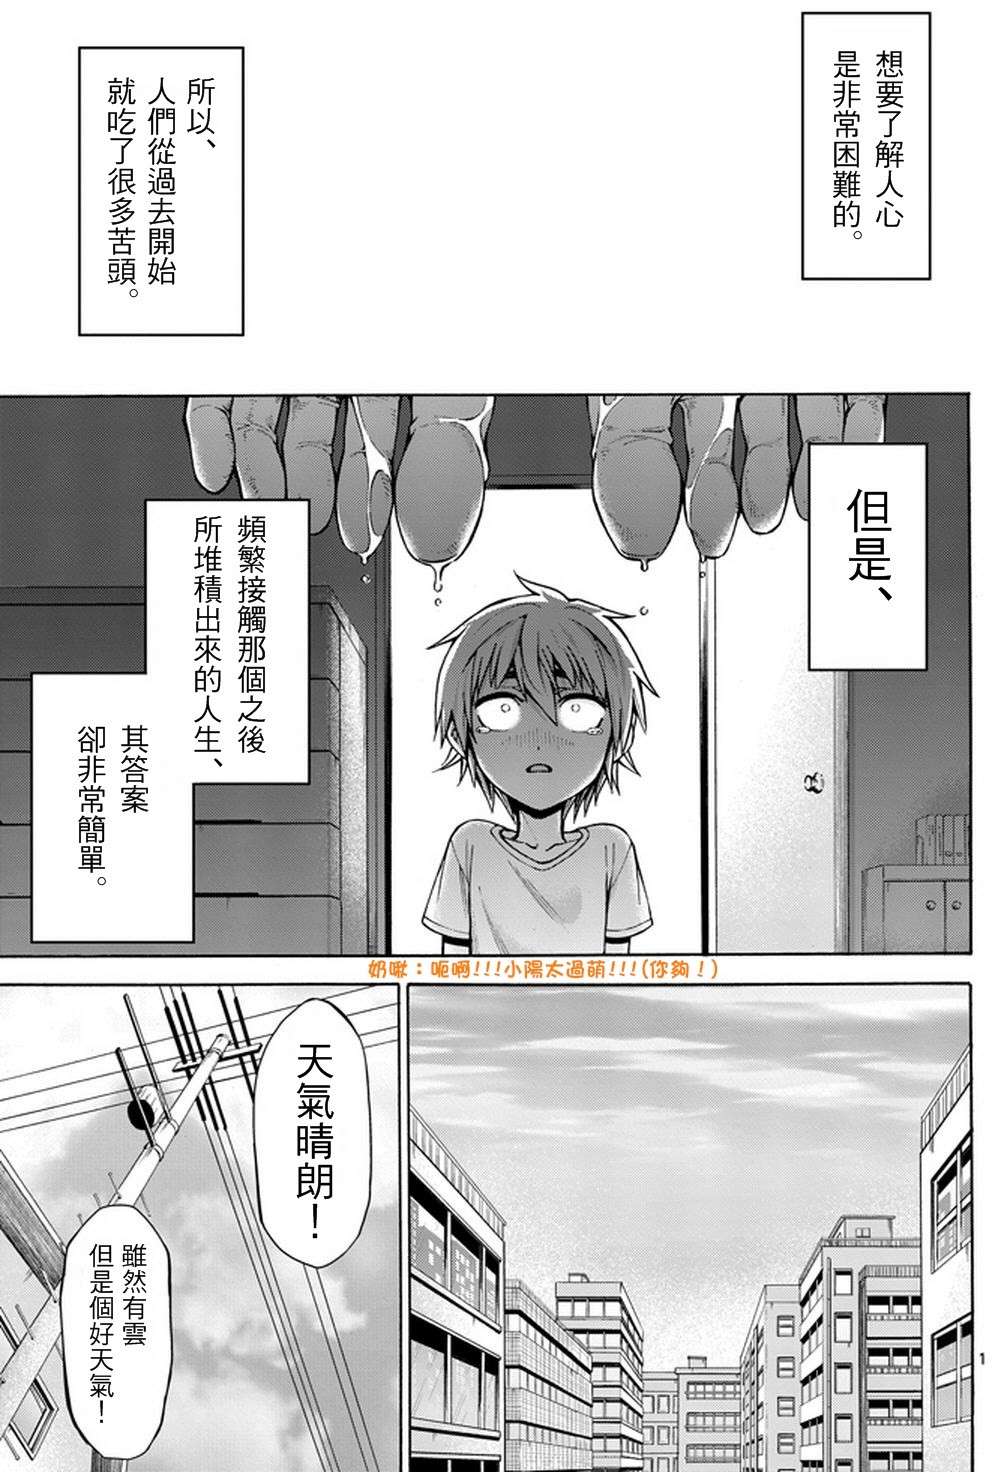 想要了解人心
是非常困難的。
所以、
人們從過去開始
就吃了很多苦頭。
但是、
頻繁接觸那個之後
所堆積出來的人生、
其答案
卻非常簡單。
奶啾：呃啊!!!小陽太過萌!!!(你夠！)
天氣晴朗！
雖然有雲
但是個好天氣！
1